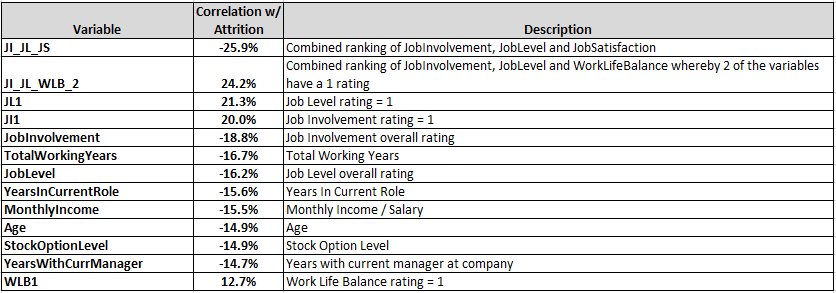 Variable Correlation w/ Attrition Description
JI_JL_JS -25.9% Combined ranking of JobInvolvement, JobLevel and JobSatisfaction
JI_JL_WLB_2 24.2% Combined ranking of JobInvolvement, JobLevel and WorkLifeBalance whereby 2 of the variables
have a 1 rating
JL1 21.3% Job Level rating = 1
JI1 20.0% Job Involvement rating = 1
JobInvolvement -18.8% Job Involvement overall rating
TotalWorkingYears -16.7% Total Working Years
JobLevel -16.2% Job Level overall rating
YearsInCurrentRole -15.6% Years In Current Role
MonthlyIncome -15.5% Monthly Income / Salary
Age -14.9% Age
StockOptionLevel -14.9% Stock Option Level
YearsWithCurrManager -14.7% Years with current manager at company
WLB1 12.7% Work Life Balance rating = 1